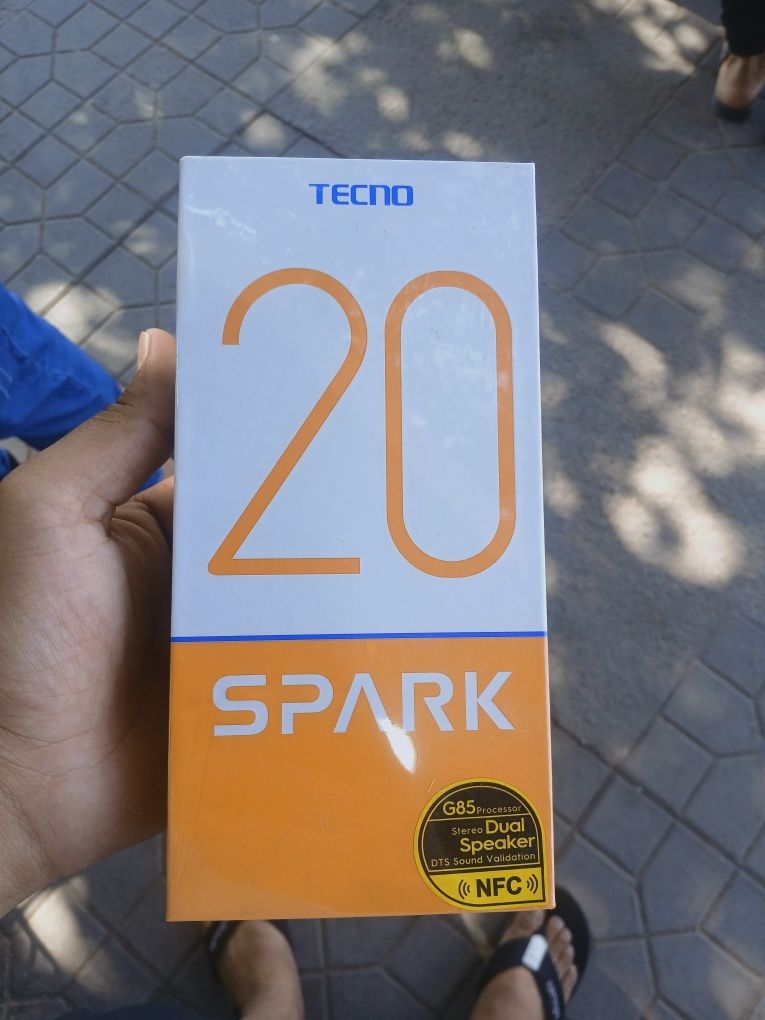 TECNO
20
SPARK
G85 Processor
Stereo Dual
Speaker
DTS Sound Validation
NFC